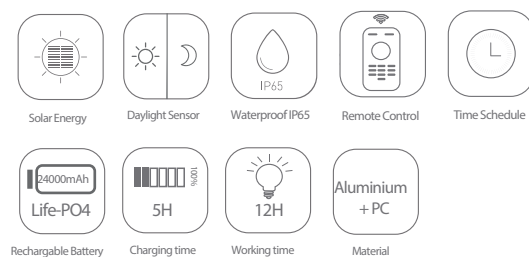 IP65
Solar Energy
Daylight Sensor
Waterproof IP65
Remote Control
Time Schedule
24000mAh
Life-PO4
100%
5H
12H
Aluminium
+ PC
Rechargable Battery
Charging time
Working time
Material